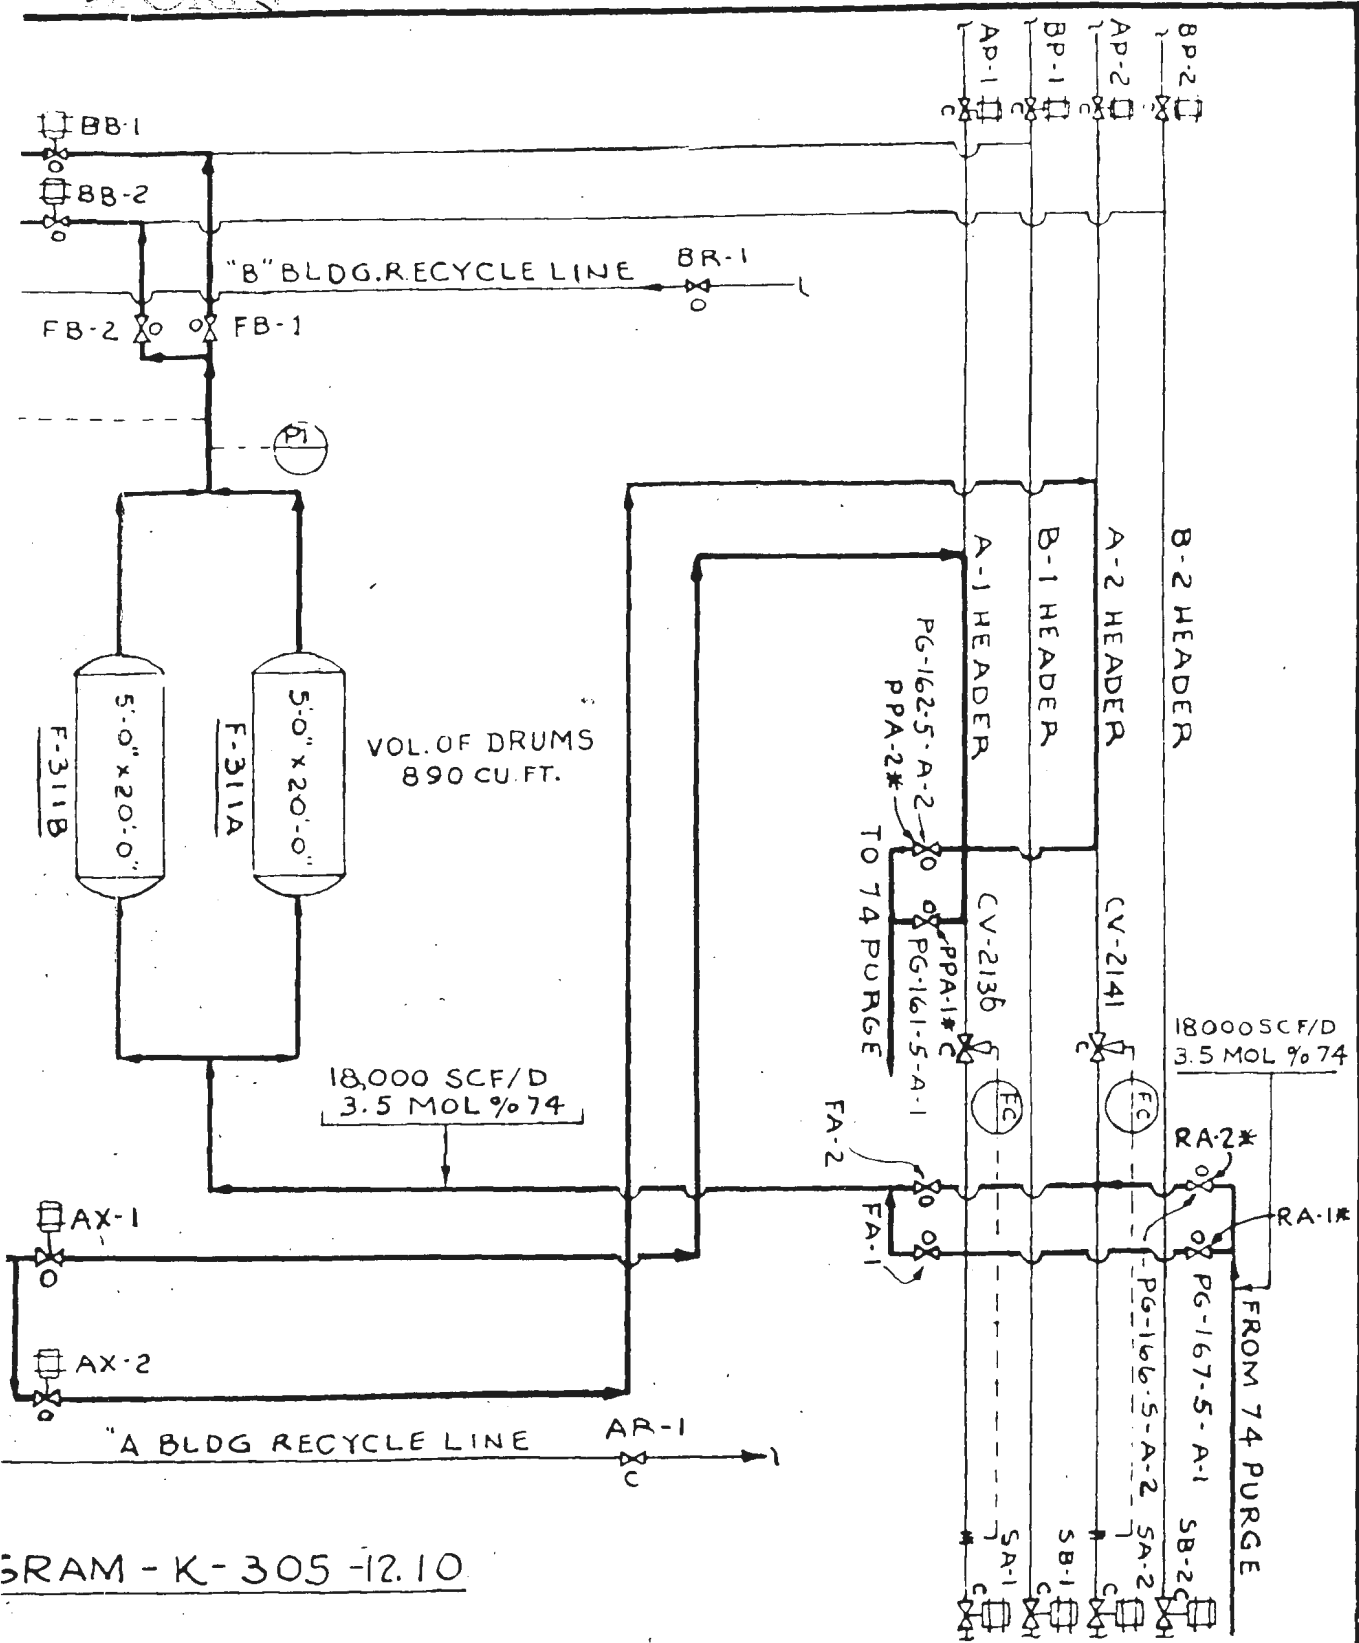 AP-1
BP-1
AP-2
BP-2
C
C
C
BB-1
O
BB-2
O
"B" BLDG. RECYCLE LINE
BR-1
O
FB-2
O
O
FB-1
PI
A-1 HEADER
B-1 HEADER
A-2 HEADER
B-2 HEADER
PG-162-5-A-2
PPA-2*
5'-0" x 20'-0"
F-311B
5'-0" x 20'-0"
F-311A
VOL. OF DRUMS
890 CU. FT.
O
O
TO 74 PURGE
PPA-1*
PG-161-5-A-1
CV-2136
CV-2141
C
C
FC
FC
18000 SCF/D
3.5 MOL % 74
18,000 SCF/D
3.5 MOL % 74
FA-2
O
RA-2*
O
FA-1
O
RA-1*
O
AX-1
O
PG-166-5-A-2
PG-167-5-A-1
FROM 74 PURGE
AX-2
O
"A BLDG RECYCLE LINE
AR-1
C
SA-1
SB-1
SA-2
SB-2
C
C
C
C
GRAM - K-305-12.10